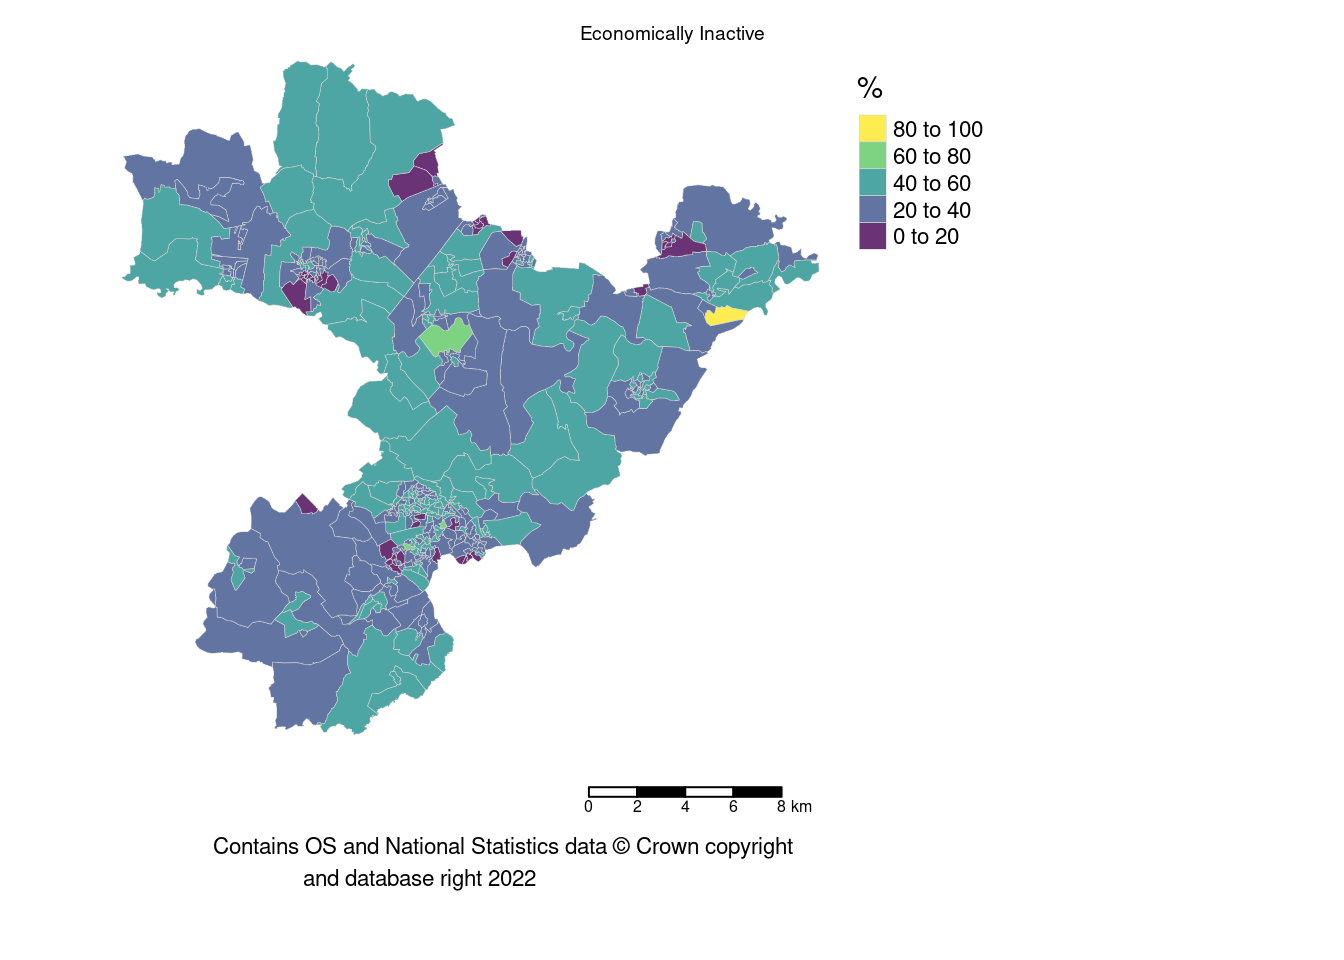 Economically Inactive
%
80 to 100
60 to 80
40 to 60
20 to 40
0 to 20
0 2 4 6 8 km
Contains OS and National Statistics data © Crown copyright
and database right 2022